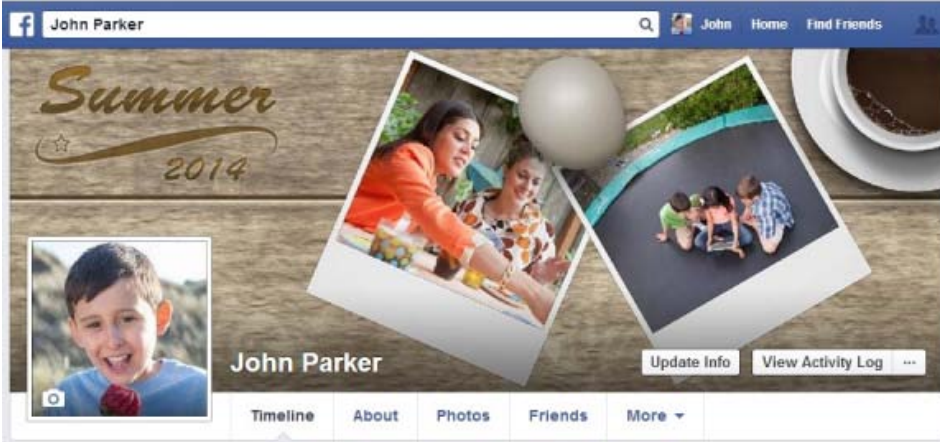 f John Parker John Home Find Friends
Summer
2014
John Parker Update Info View Activity Log ...
Timeline About Photos Friends More